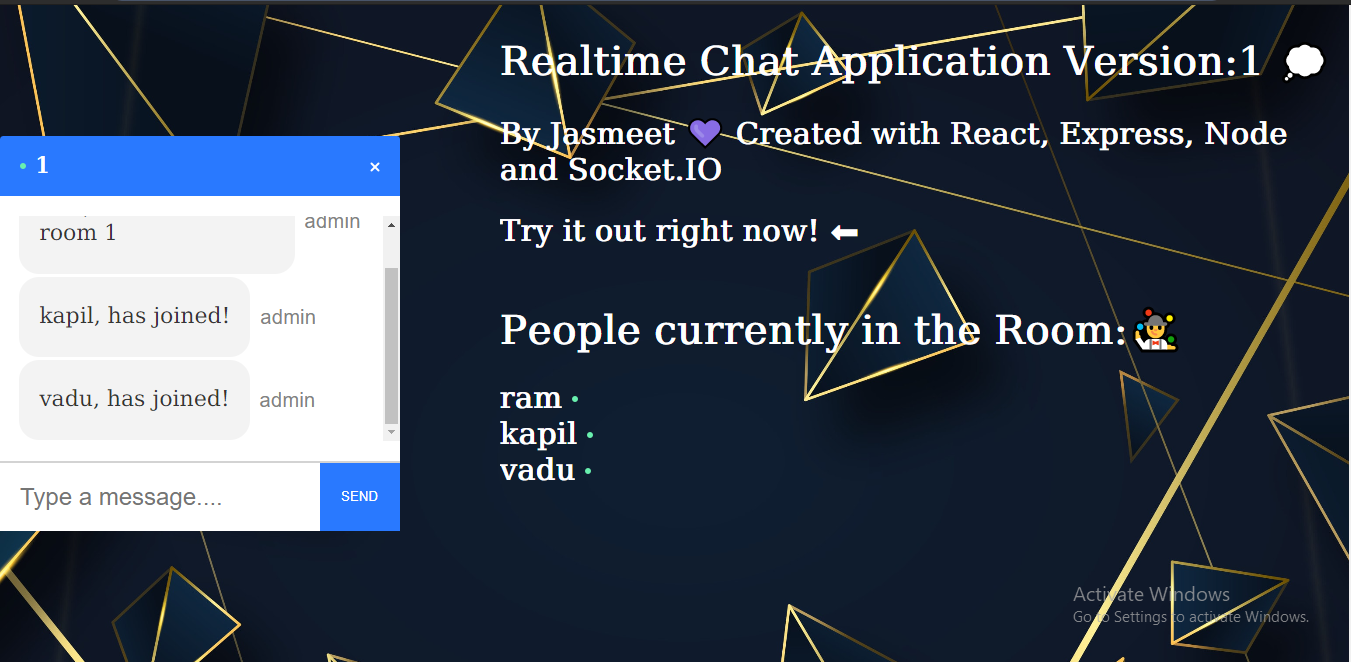 Realtime Chat Application Version:1 💭
By Jasmeet 💜 Created with React, Express, Node
and Socket.IO
Try it out right now! ⬅
People currently in the Room:
ram
kapil
vadu
• 1 ×
room 1
admin
kapil, has joined! admin
vadu, has joined! admin
Type a message.... SEND
Activate Windows
Go to Settings to activate Windows.